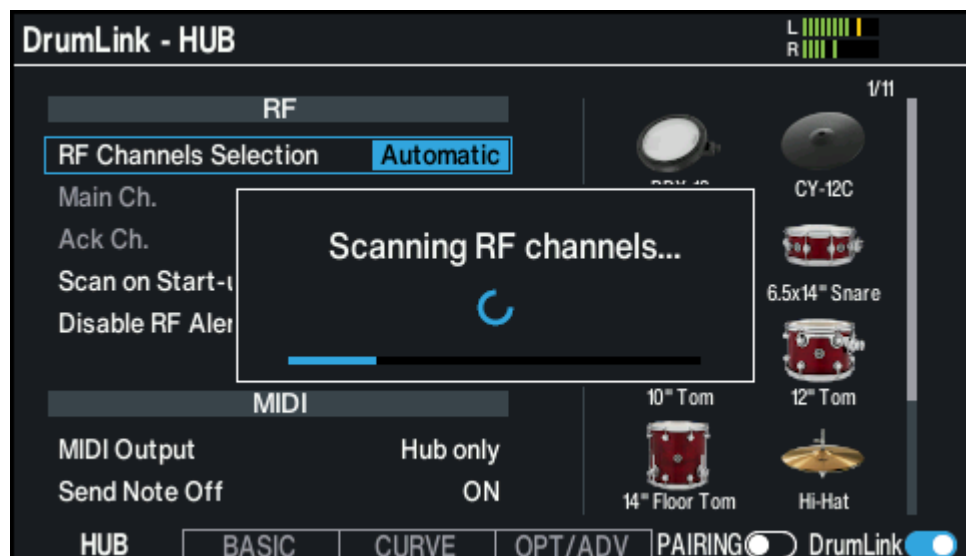 DrumLink - HUB
L
R
1/11
RF
RF Channels Selection Automatic
Main Ch.
Ack Ch.
Scan on Start-u
Disable RF Aler
Scanning RF channels...
CY-12C
6.5x14" Snare
10" Tom
12" Tom
MIDI
MIDI Output Hub only
Send Note Off ON
14" Floor Tom
Hi-Hat
HUB BASIC CURVE OPT/ADV PAIRING DrumLink